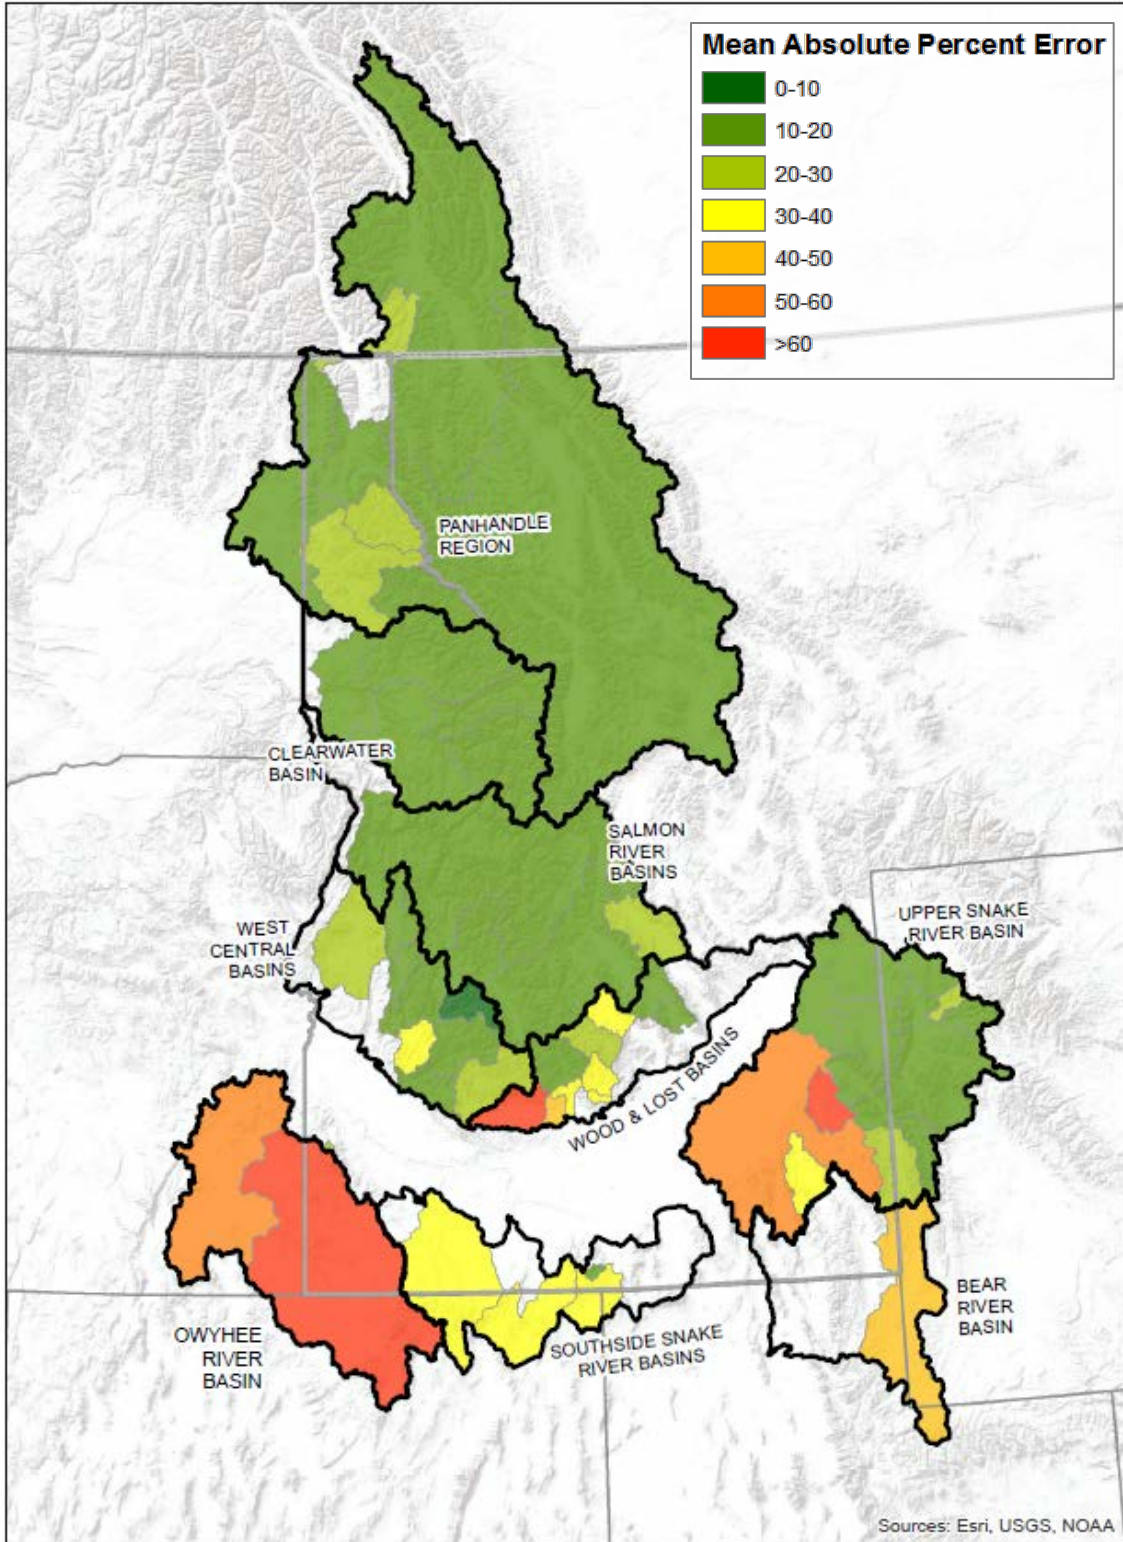 Mean Absolute Percent Error
0-10
10-20
20-30
30-40
40-50
50-60
>60
PANHANDLE
REGION
CLEARWATER
BASIN
SALMON
RIVER
BASINS
WEST
CENTRAL
BASINS
UPPER SNAKE
RIVER BASIN
WOOD & LOST BASINS
BEAR
RIVER
BASIN
OWYHEE
RIVER
BASIN
SOUTHSIDE SNAKE
RIVER BASINS
Sources: Esri, USGS, NOAA